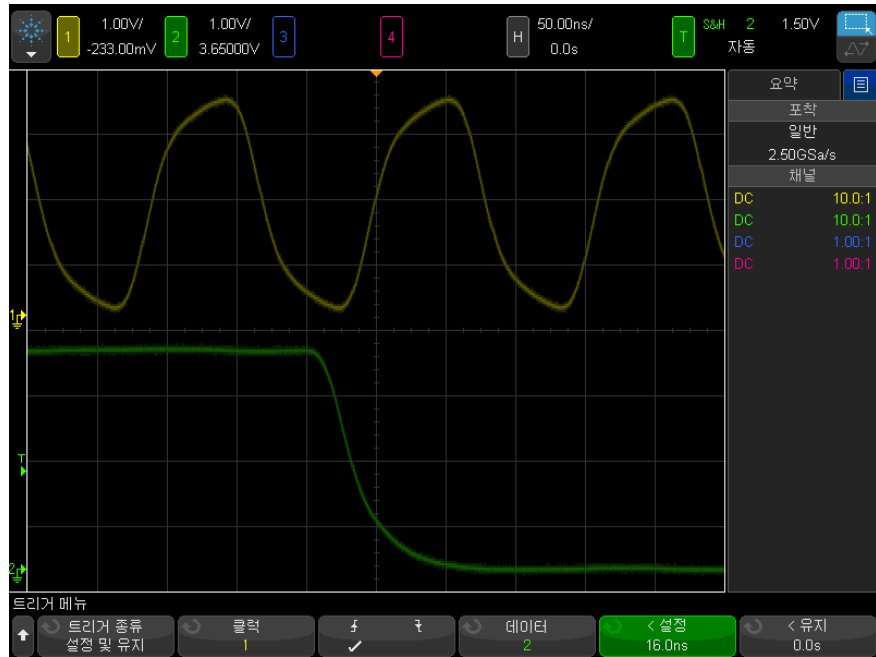 1 1.00V/ 2 1.00V/ 3 4 H 50.00ns/ T S&H 2 1.50V
-233.00mV 3.65000V 0.0s 자동
요약
포착
일반
2.50GSa/s
채널
DC 10.0:1
DC 10.0:1
DC 1.00:1
DC 1.00:1
1
T
2
트리거 메뉴
트리거 종류 클럭 데이터 < 설정 < 유지
설정 및 유지 1 2 16.0ns 0.0s